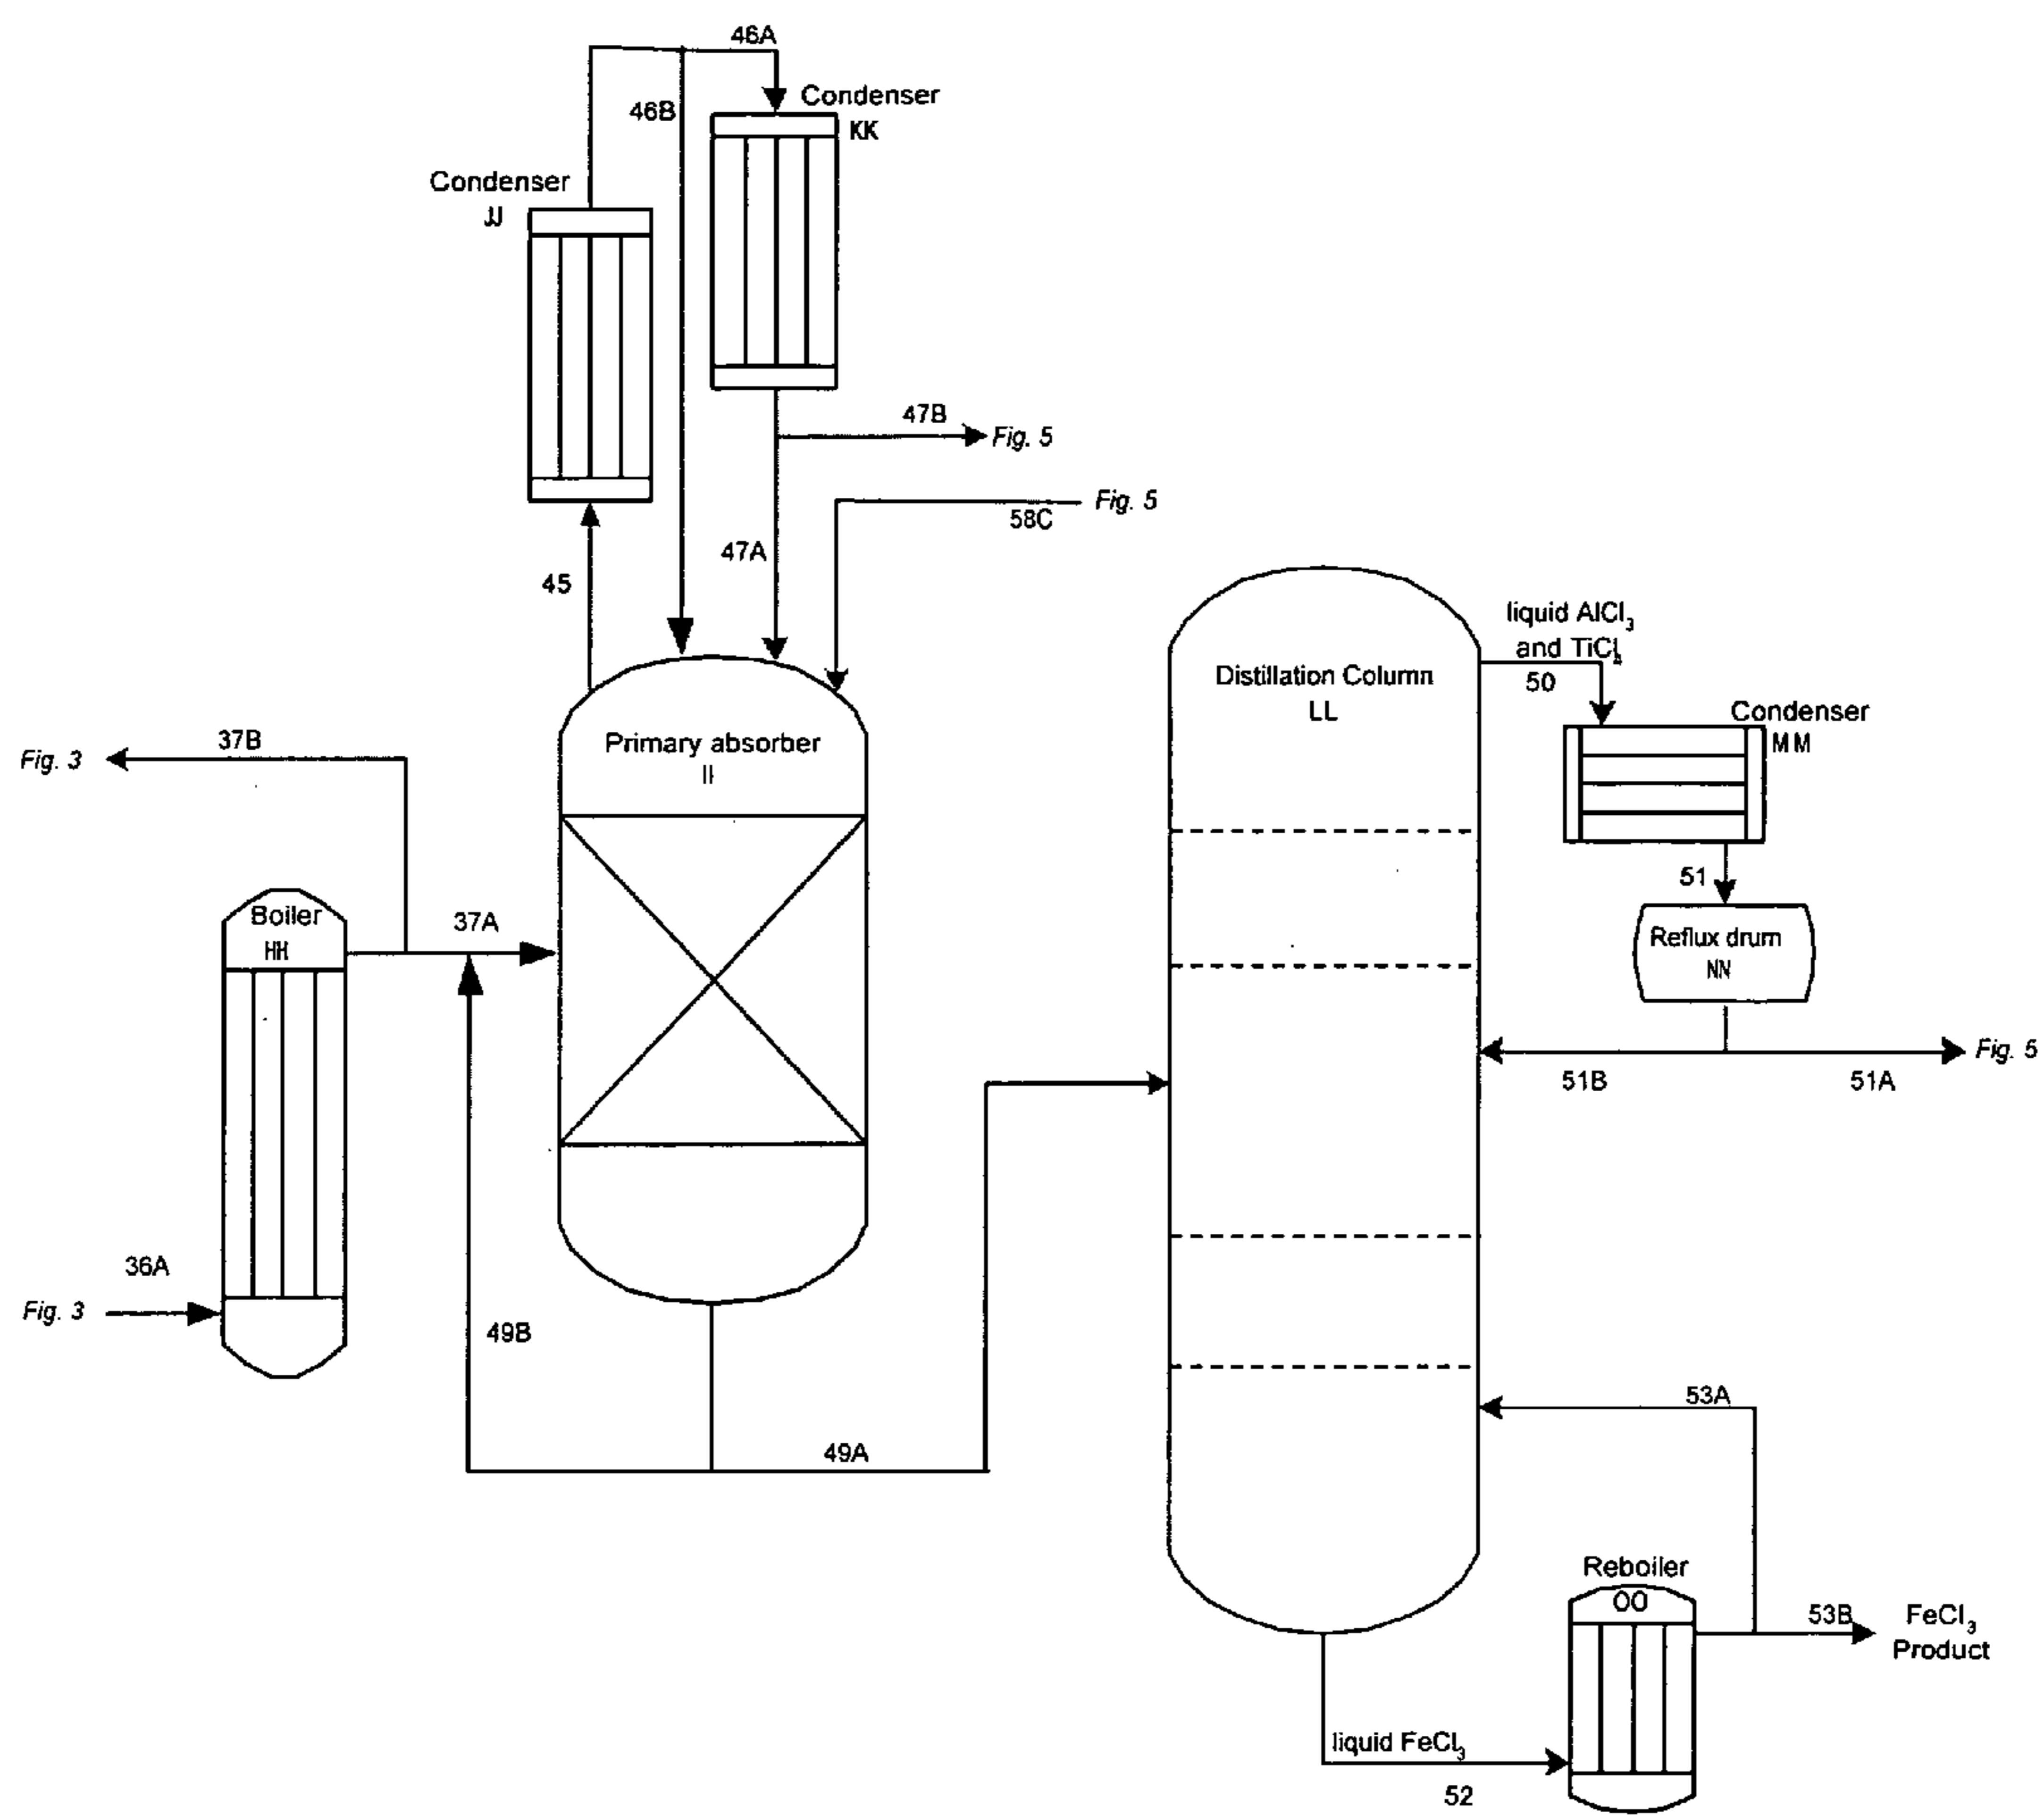 46A
Condenser
KK
46B
Condenser
JJ
47B
Fig. 5
58C
Fig. 5
47A
45
liquid AlCl₃
and TiCl₄
50
Distillation Column
LL
Condenser
MM
37B
Fig. 3
Primary absorber
II
51
Boiler
HH
37A
Reflux drum
NN
51B
51A
Fig. 5
36A
Fig. 3
49B
53A
49A
Reboiler
OO
53B
FeCl₃
Product
liquid FeCl₃
52